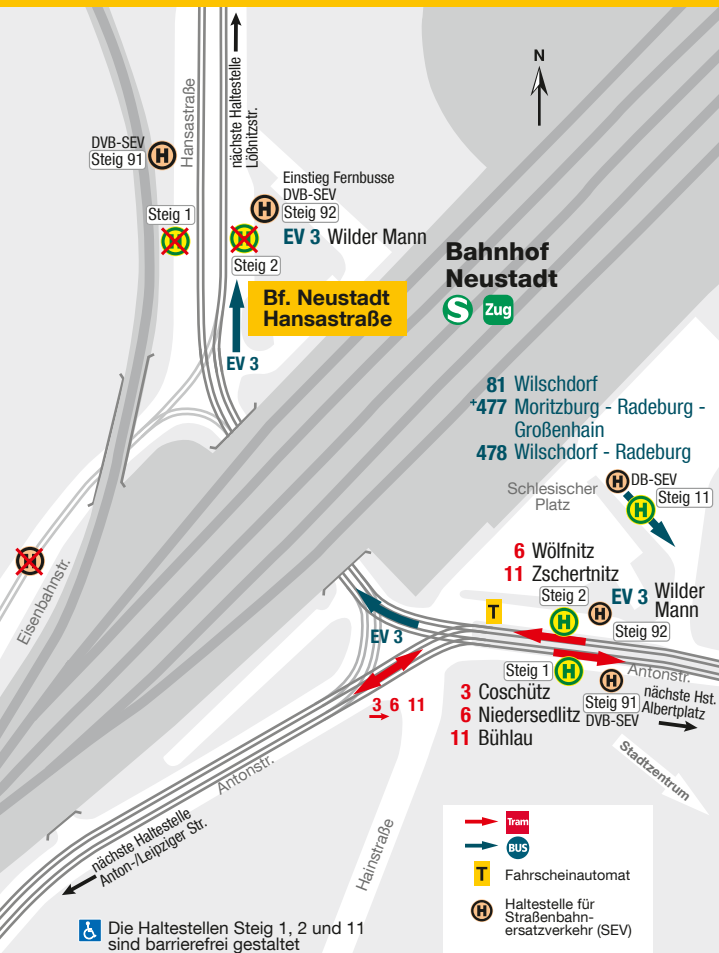 N
nächste Haltestelle
Lößnitzstr.
Hansastraße
DVB-SEV
Steig 91
H
Einstieg Fernbusse
DVB-SEV
H
Steig 92
Steig 1
H
H
EV 3 Wilder Mann
Steig 2
Bahnhof
Neustadt
S Zug
Bf. Neustadt
Hansastraße
EV 3
81 Wilschdorf
+477 Moritzburg - Radeburg -
Großenhain
478 Wilschdorf - Radeburg
Schlesischer
Platz
H
DB-SEV
Steig 11
H
H
Eisenbahnstr.
6 Wölfnitz
11 Zschertnitz
Steig 2
H
H
EV 3 Wilder
Mann
Steig 92
T
EV 3
Steig 1
H
H
Antonstr.
Steig 91
DVB-SEV
nächste Hst.
Albertplatz
3 6 11
3 Coschütz
6 Niedersedlitz
11 Bühlau
Stadtzentrum
Antonstr.
nächste Haltestelle
Anton-/Leipziger Str.
Hainstraße
Tram
BUS
T Fahrscheinautomat
H Haltestelle für
Straßenbahn-
ersatzverkehr (SEV)
Die Haltestellen Steig 1, 2 und 11
sind barrierefrei gestaltet